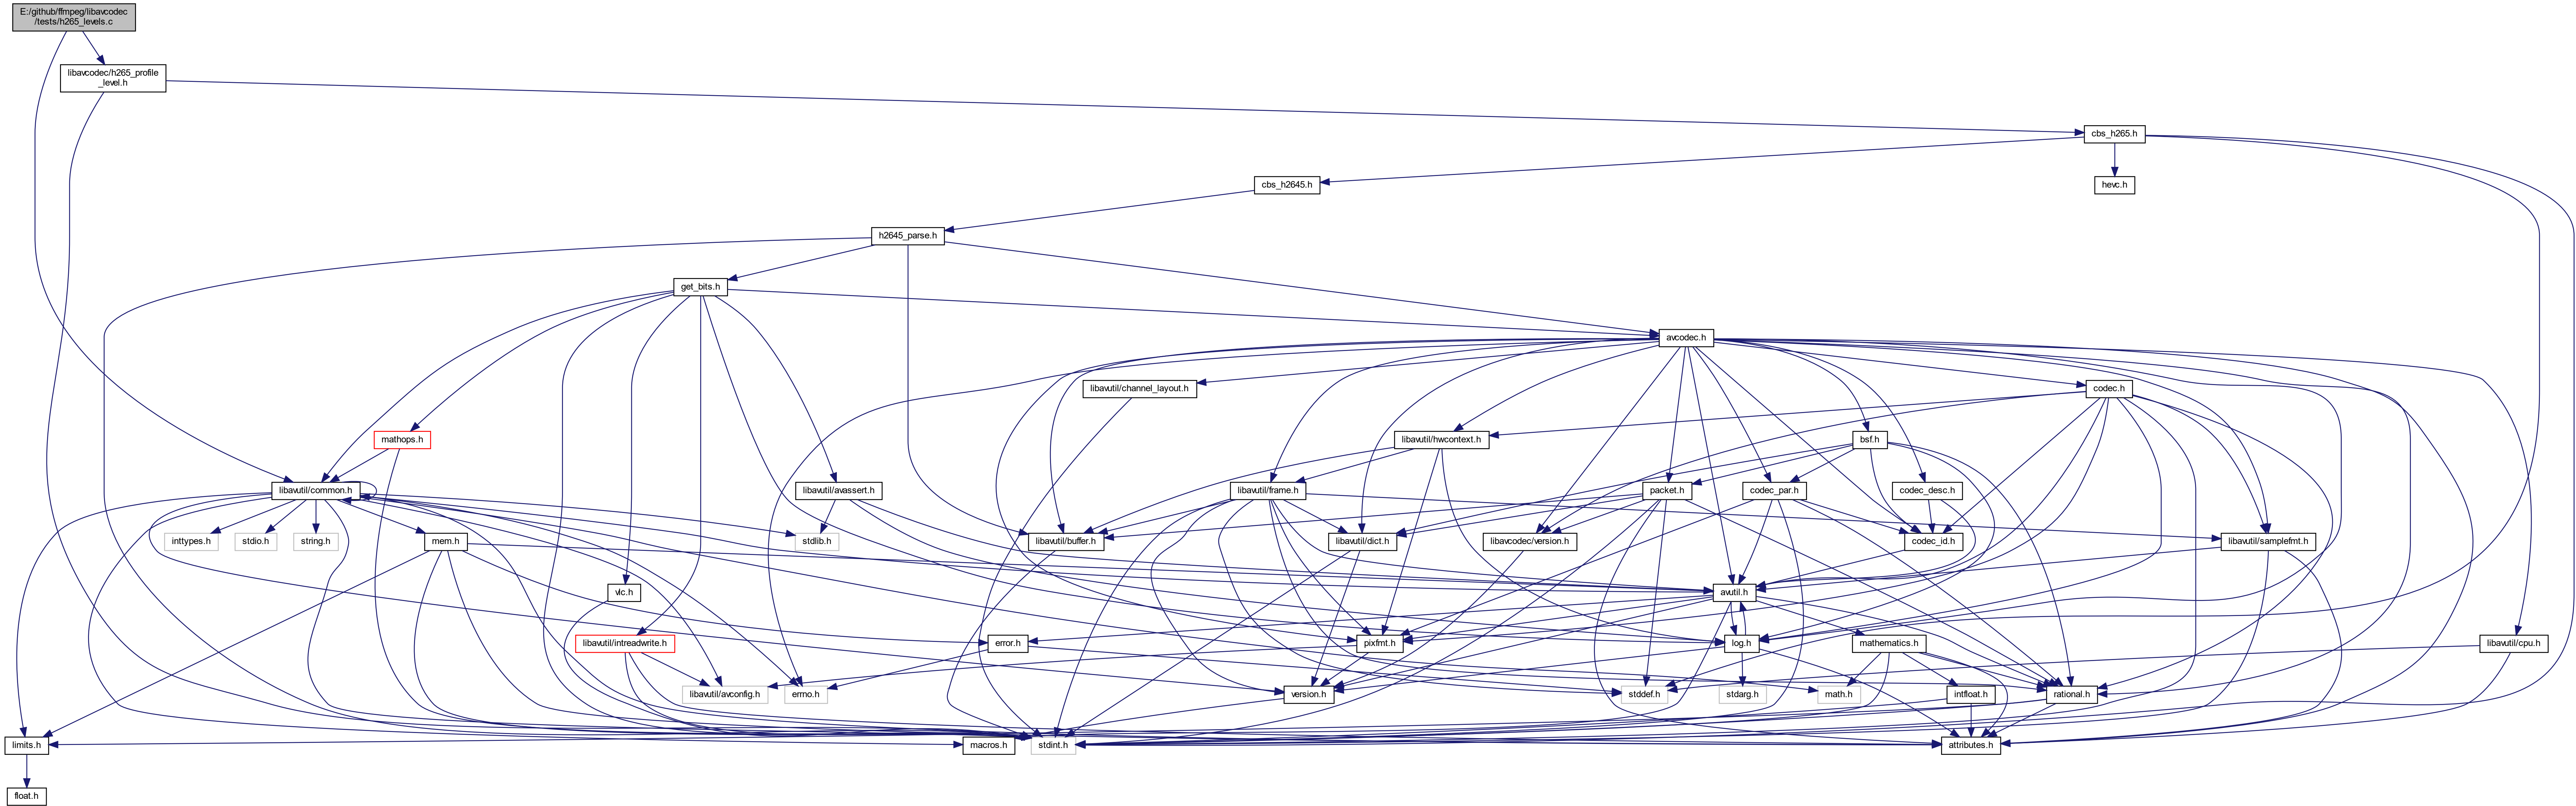 E:/github/ffmpeg/libavcodec
/tests/h265_levels.c
libavcodec/h265_profile
_level.h
cbs_h265.h
cbs_h2645.h
hevc.h
h2645_parse.h
get_bits.h
avcodec.h
libavutil/channel_layout.h
codec.h
mathops.h
libavutil/hwcontext.h
bsf.h
libavutil/common.h
libavutil/avassert.h
libavutil/frame.h
packet.h
codec_par.h
codec_desc.h
inttypes.h
stdio.h
string.h
mem.h
stdlib.h
libavutil/buffer.h
libavutil/dict.h
libavcodec/version.h
codec_id.h
libavutil/samplefmt.h
vlc.h
avutil.h
libavutil/intreadwrite.h
error.h
pixfmt.h
log.h
mathematics.h
libavutil/cpu.h
libavutil/avconfig.h
errno.h
version.h
stddef.h
stdarg.h
math.h
intfloat.h
rational.h
limits.h
macros.h
stdint.h
attributes.h
float.h